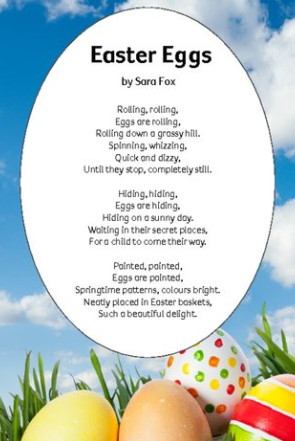 Easter Eggs
by Sara Fox
Rolling, rolling,
Eggs are rolling,
Rolling down a grassy hill.
Spinning, whizzing,
Quick and dizzy,
Until they stop, completely still.
Hiding, hiding,
Eggs are hiding,
Hiding on a sunny day.
Waiting in their secret places,
For a child to come their way.
Painted, painted,
Eggs are painted,
Springtime patterns, colours bright.
Neatly placed in Easter baskets,
Such a beautiful delight.